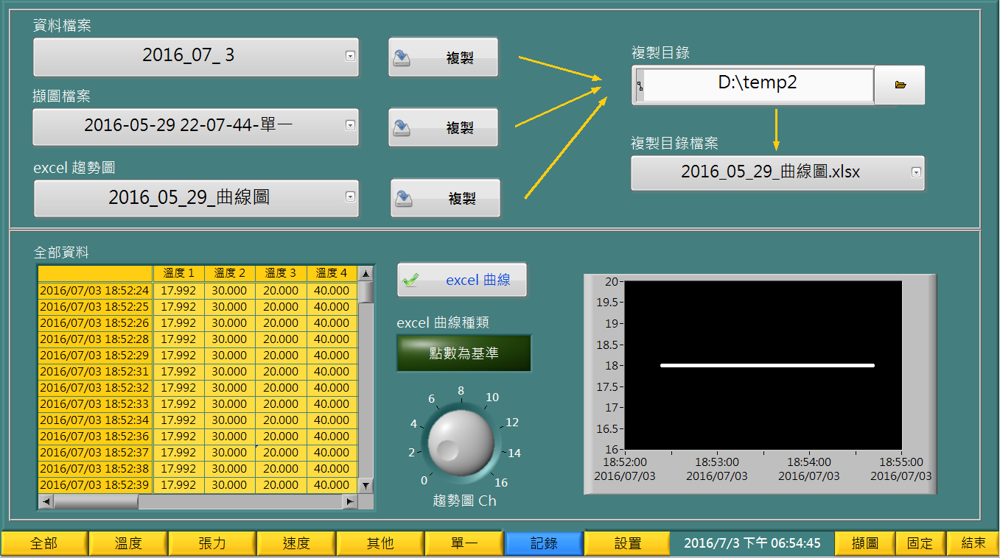 資料檔案
2016_07_ 3
複製
複製目錄
D:\temp2
擷圖檔案
2016-05-29 22-07-44-單一
複製
複製目錄檔案
2016_05_29_曲線圖.xlsx
excel 趨勢圖
2016_05_29_曲線圖
複製
全部資料
溫度 1 溫度 2 溫度 3 溫度 4
2016/07/03 18:52:24 17.992 30.000 20.000 40.000
2016/07/03 18:52:25 17.992 30.000 20.000 40.000
2016/07/03 18:52:26 17.992 30.000 20.000 40.000
2016/07/03 18:52:28 17.992 30.000 20.000 40.000
2016/07/03 18:52:29 17.992 30.000 20.000 40.000
2016/07/03 18:52:31 17.992 30.000 20.000 40.000
2016/07/03 18:52:32 17.992 30.000 20.000 40.000
2016/07/03 18:52:33 17.992 30.000 20.000 40.000
2016/07/03 18:52:34 17.992 30.000 20.000 40.000
2016/07/03 18:52:36 17.992 30.000 20.000 40.000
2016/07/03 18:52:37 17.992 30.000 20.000 40.000
2016/07/03 18:52:38 17.992 30.000 20.000 40.000
2016/07/03 18:52:39 17.992 30.000 20.000 40.000
excel 曲線
excel 曲線種類
點數為基準
0
2
4
6
8
10
12
14
16
趨勢圖 Ch
20
19.5
19
18.5
18
17.5
17
16.5
16
18:52:00 18:53:00 18:54:00 18:55:00
2016/07/03 2016/07/03 2016/07/03 2016/07/03
全部 溫度 張力 速度 其他 單一 記錄 設置 2016/7/3 下午 06:54:45 擷圖 固定 結束